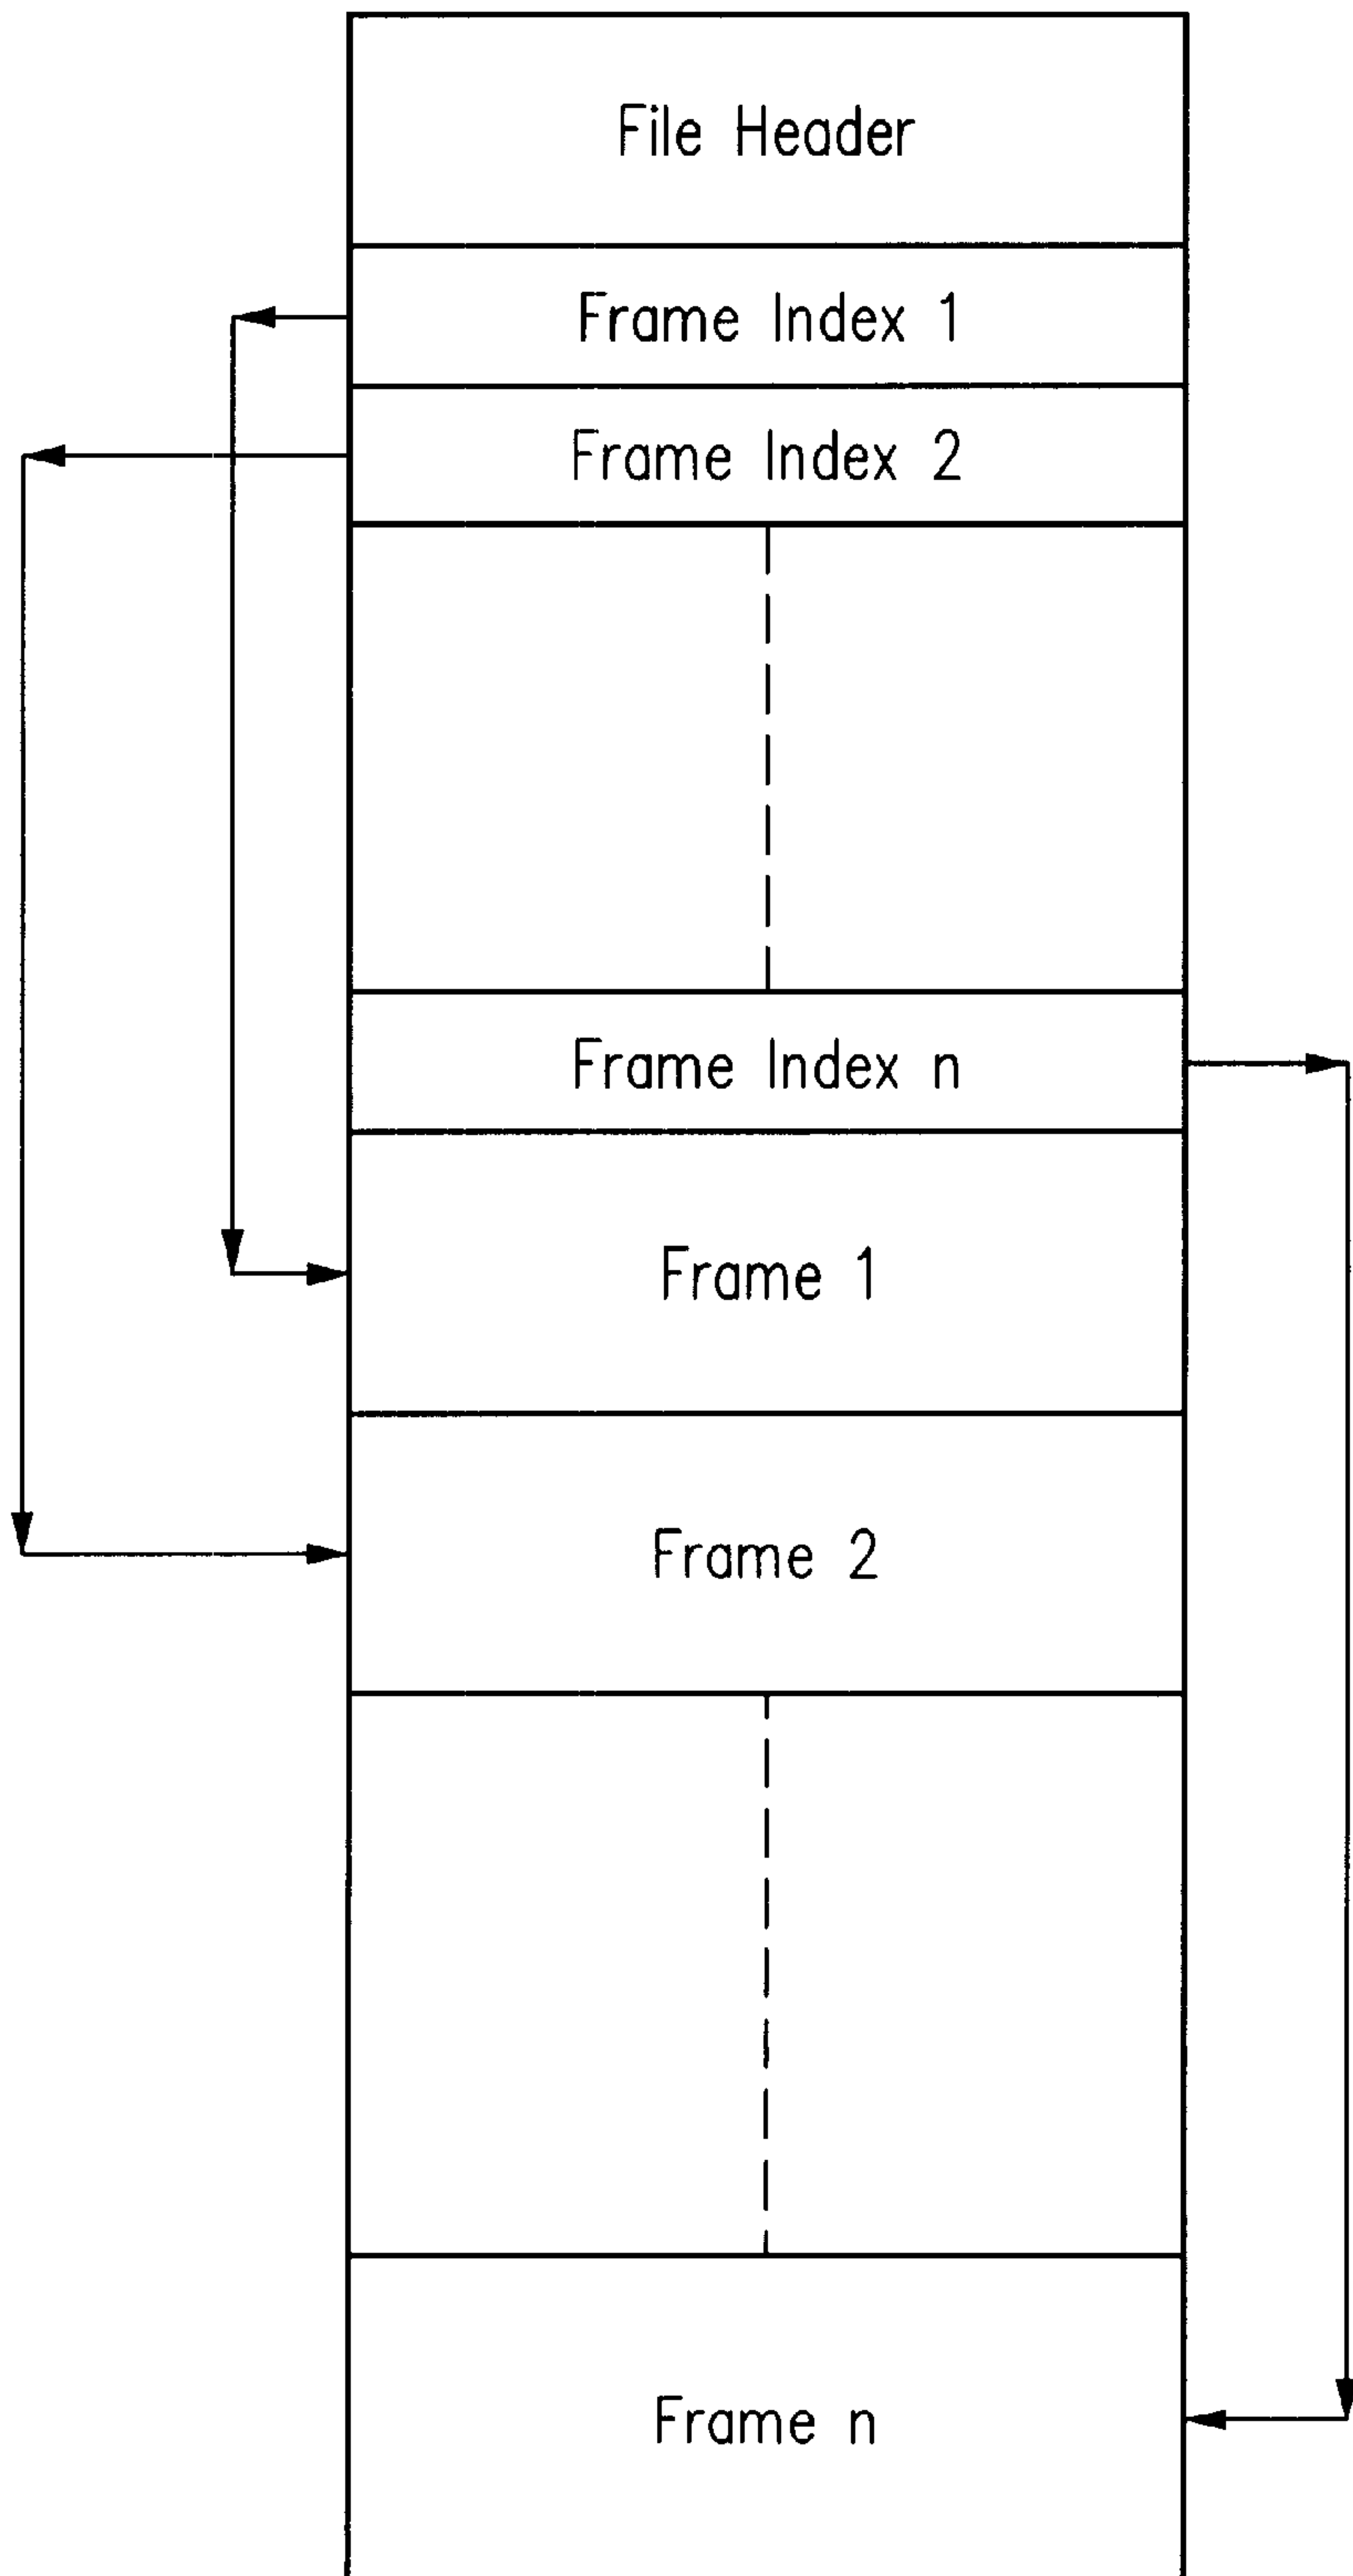 File Header
Frame Index 1
Frame Index 2
Frame Index n
Frame 1
Frame 2
Frame n